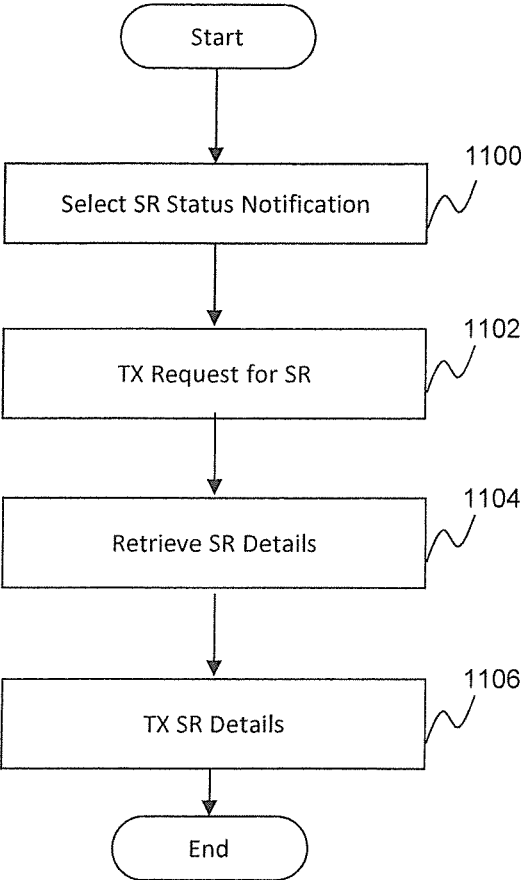 Start
1100
Select SR Status Notification
1102
TX Request for SR
1104
Retrieve SR Details
1106
TX SR Details
End